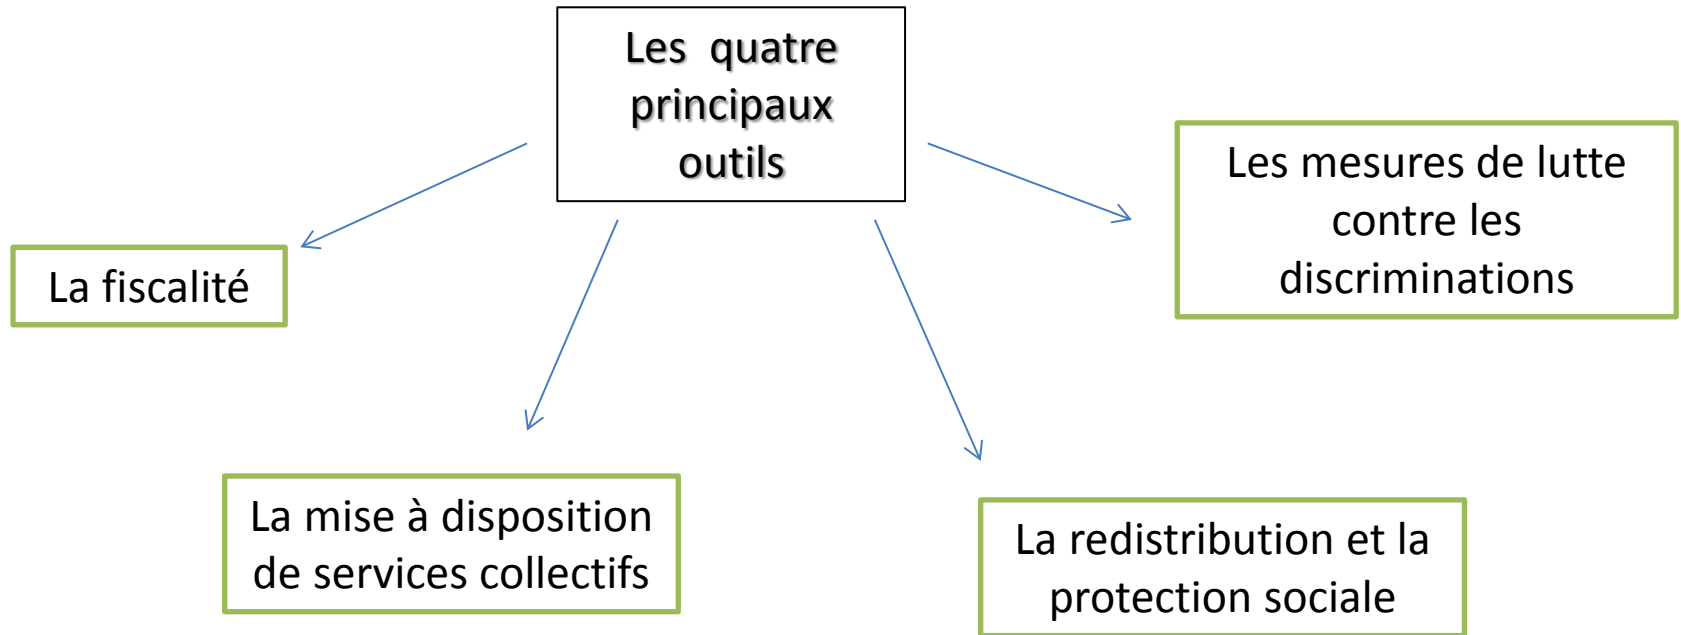 Les quatre
principaux
outils
Les mesures de lutte
contre les
discriminations
La fiscalité
La mise à disposition
de services collectifs
La redistribution et la
protection sociale